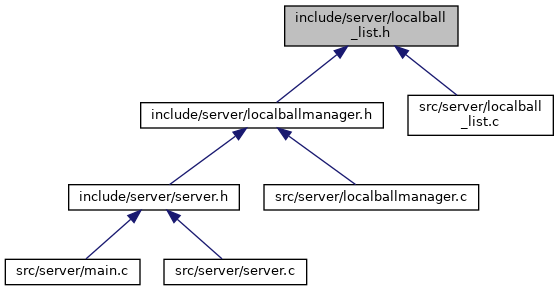 include/server/localball
_list.h
include/server/localballmanager.h
src/server/localball
_list.c
include/server/server.h
src/server/localballmanager.c
src/server/main.c
src/server/server.c